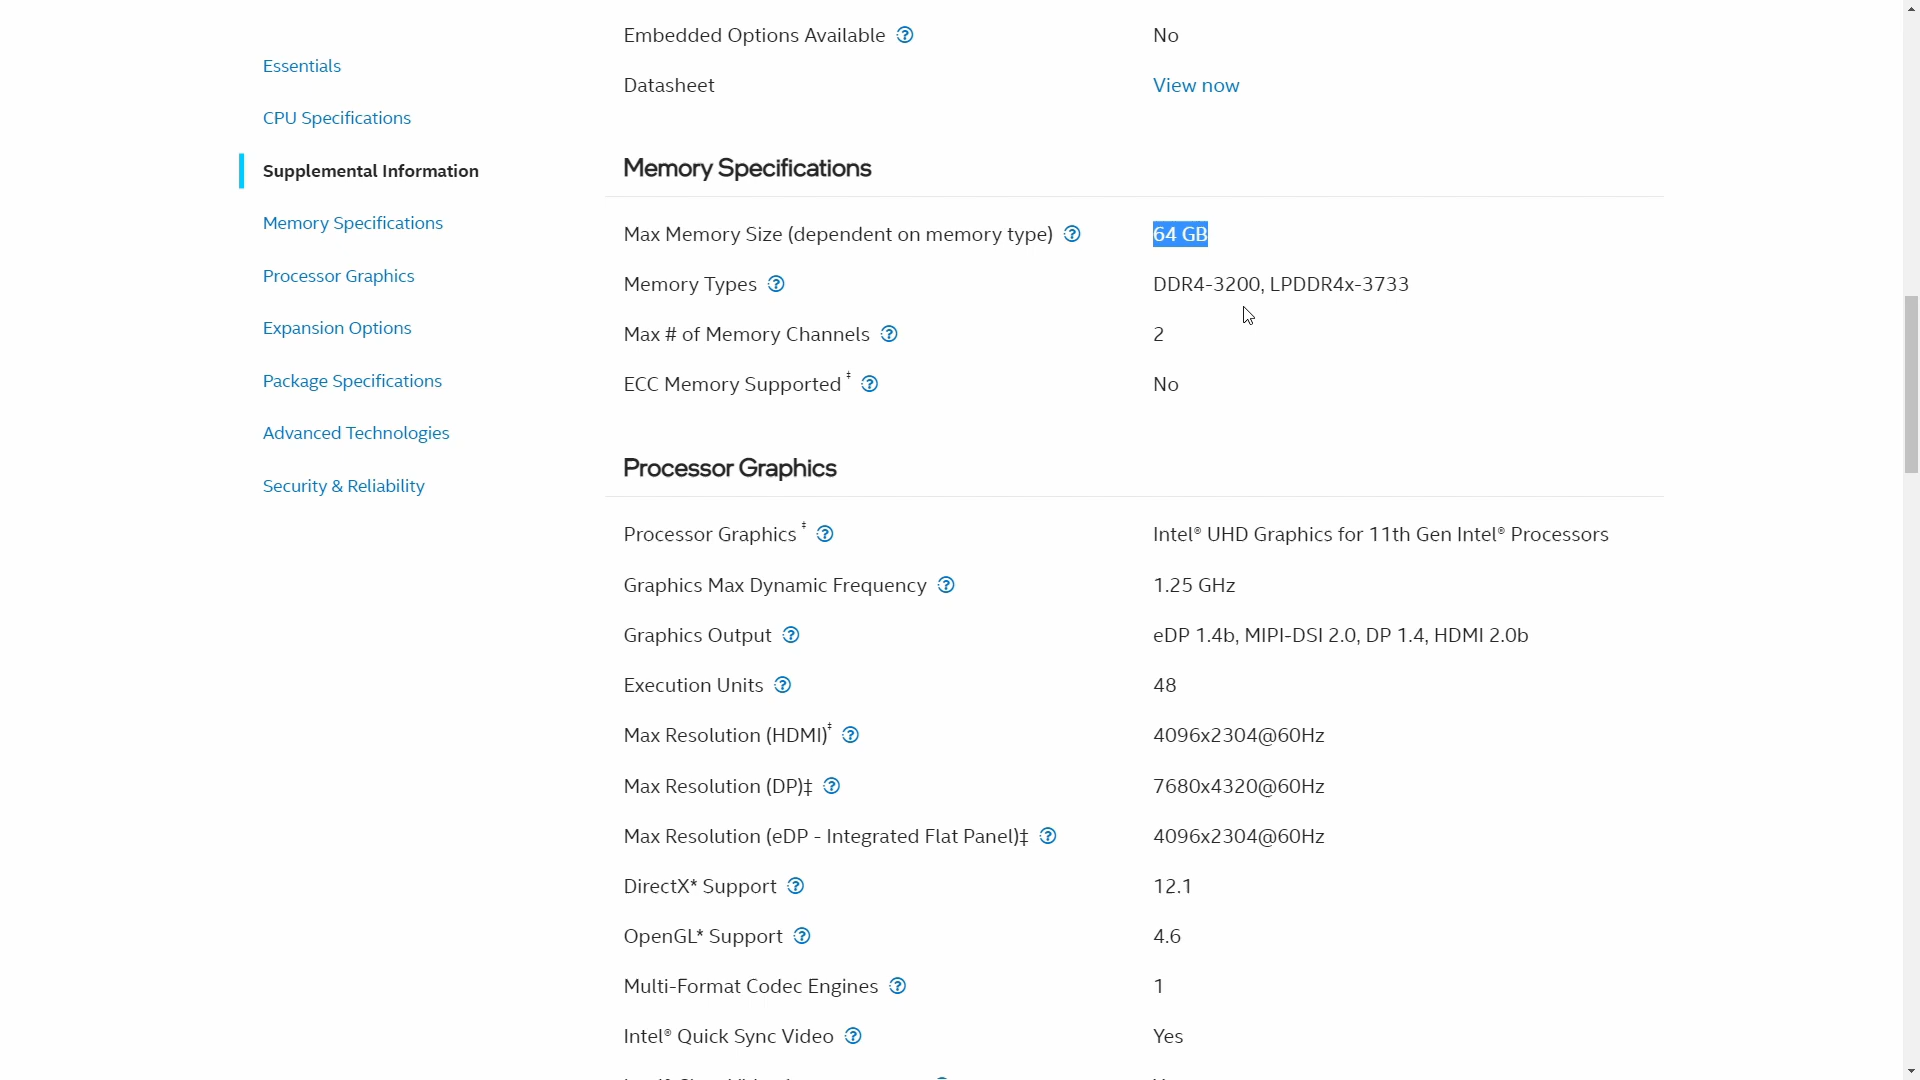 Essentials
CPU Specifications
Supplemental Information
Memory Specifications
Processor Graphics
Expansion Options
Package Specifications
Advanced Technologies
Security & Reliability
Embedded Options Available No
Datasheet View now
Memory Specifications
Max Memory Size (dependent on memory type) 64 GB
Memory Types DDR4-3200, LPDDR4x-3733
Max # of Memory Channels 2
ECC Memory Supported ‡ No
Processor Graphics
Processor Graphics ‡ Intel® UHD Graphics for 11th Gen Intel® Processors
Graphics Max Dynamic Frequency 1.25 GHz
Graphics Output eDP 1.4b, MIPI-DSI 2.0, DP 1.4, HDMI 2.0b
Execution Units 48
Max Resolution (HDMI)‡ 4096x2304@60Hz
Max Resolution (DP)‡ 7680x4320@60Hz
Max Resolution (eDP - Integrated Flat Panel)‡ 4096x2304@60Hz
DirectX* Support 12.1
OpenGL* Support 4.6
Multi-Format Codec Engines 1
Intel® Quick Sync Video Yes